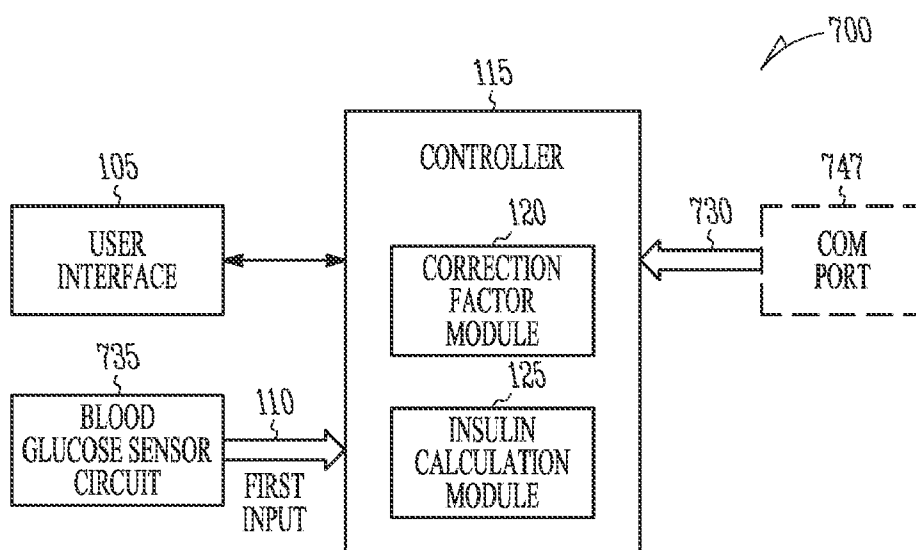 700
115
CONTROLLER
105
USER
INTERFACE
120
CORRECTION
FACTOR
MODULE
730
747
COM
PORT
735
BLOOD
GLUCOSE SENSOR
CIRCUIT
110
FIRST
INPUT
125
INSULIN
CALCULATION
MODULE